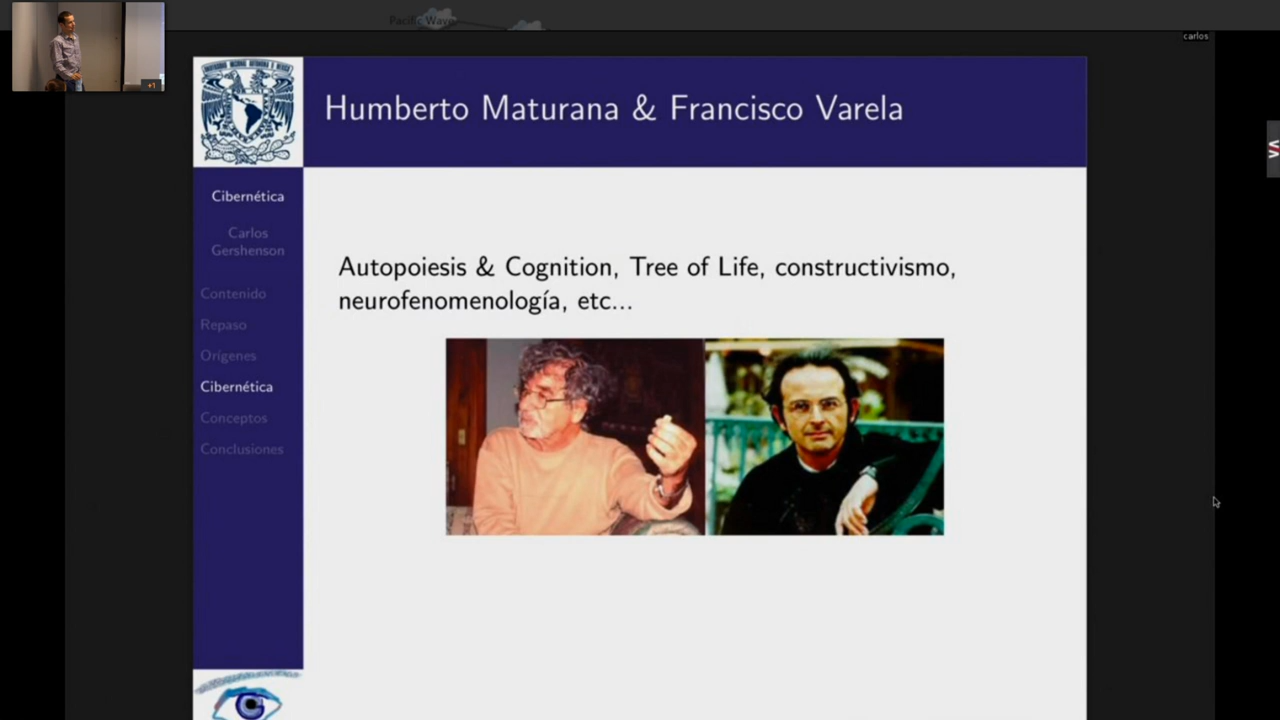 Pacific Wave
carlos
Humberto Maturana & Francisco Varela
Cibernética
Carlos
Gershenson
Contenido
Repaso
Orígenes
Cibernética
Conceptos
Conclusiones
Autopoiesis & Cognition, Tree of Life, constructivismo,
neurofenomenología, etc...